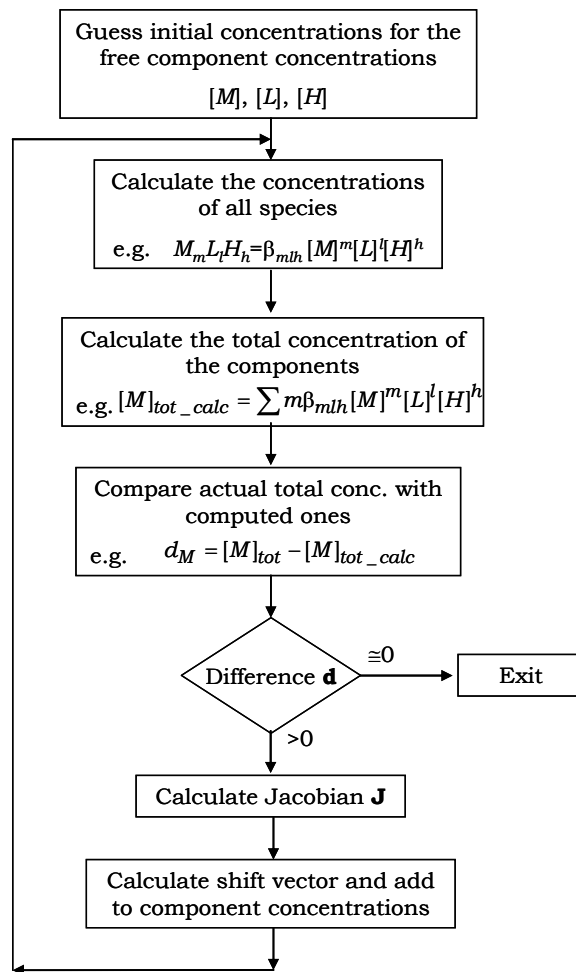 Guess initial concentrations for the
free component concentrations
[M], [L], [H]
Calculate the concentrations
of all species
e.g. MₘLₗHₕ=βₘₗₕ [M]ᵐ[L]ˡ[H]ʰ
Calculate the total concentration of
the components
e.g. [M]tot_calc = ∑ mβₘₗₕ[M]ᵐ[L]ˡ[H]ʰ
Compare actual total conc. with
computed ones
e.g. d_M = [M]tot − [M]tot_calc
Difference d
≅0
Exit
>0
Calculate Jacobian J
Calculate shift vector and add
to component concentrations